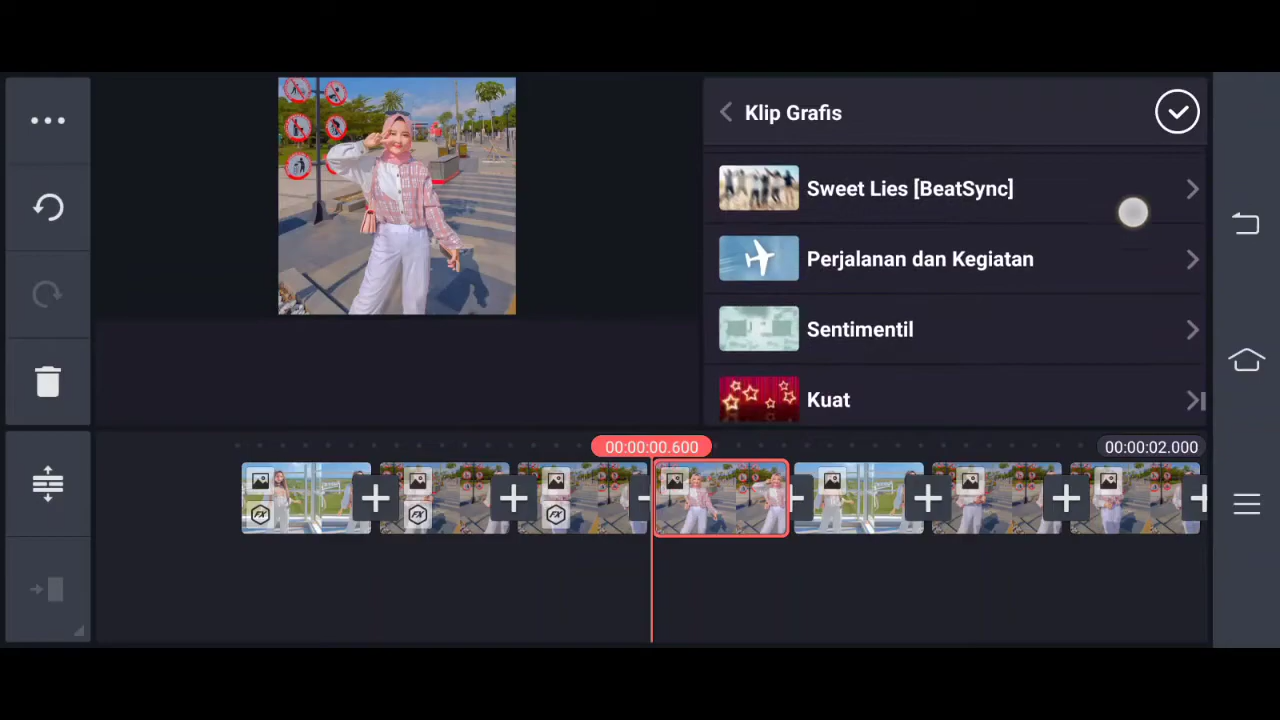 Klip Grafis
Sweet Lies [BeatSync]
Perjalanan dan Kegiatan
Sentimentil
Kuat
00:00:00.600
00:00:02.000